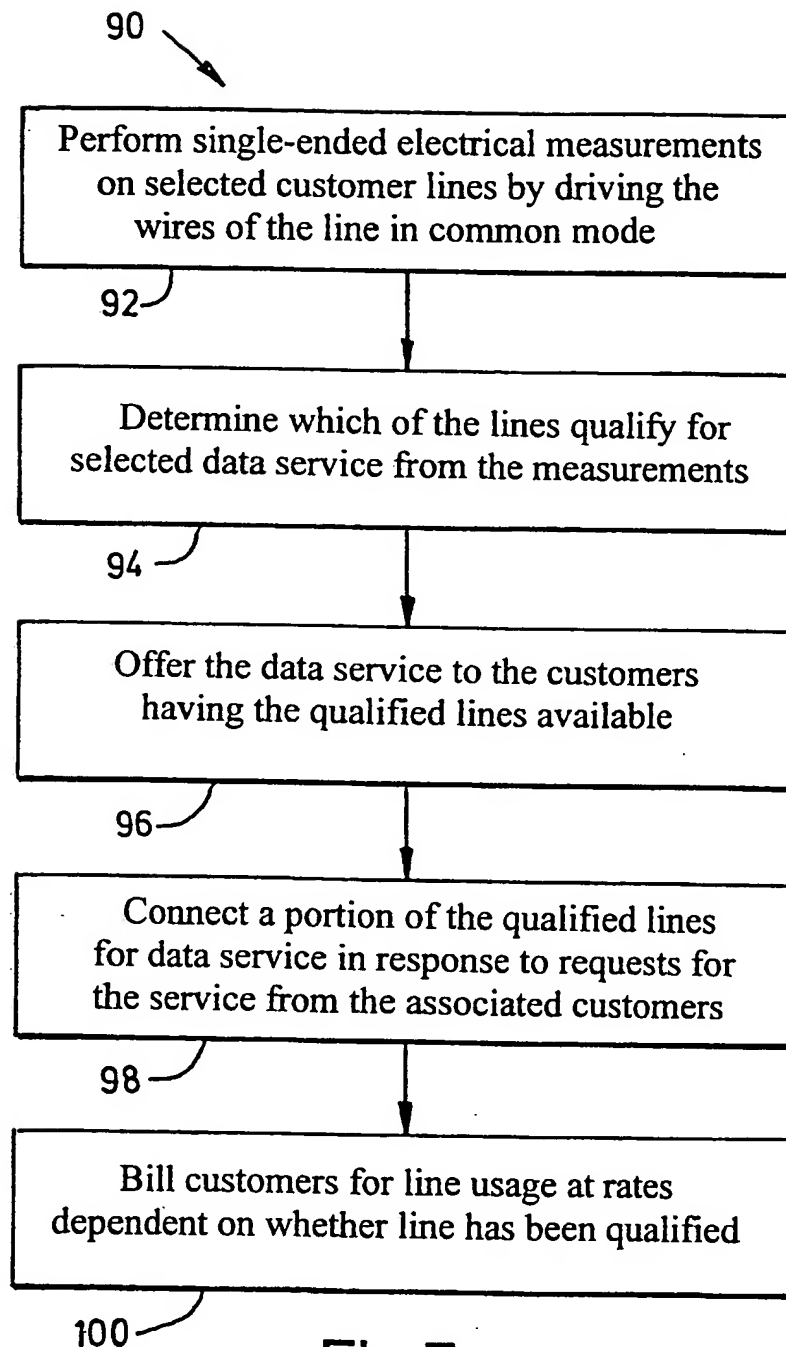 90
Perform single-ended electrical measurements
on selected customer lines by driving the
wires of the line in common mode
92
Determine which of the lines qualify for
selected data service from the measurements
94
Offer the data service to the customers
having the qualified lines available
96
Connect a portion of the qualified lines
for data service in response to requests for
the service from the associated customers
98
Bill customers for line usage at rates
dependent on whether line has been qualified
100